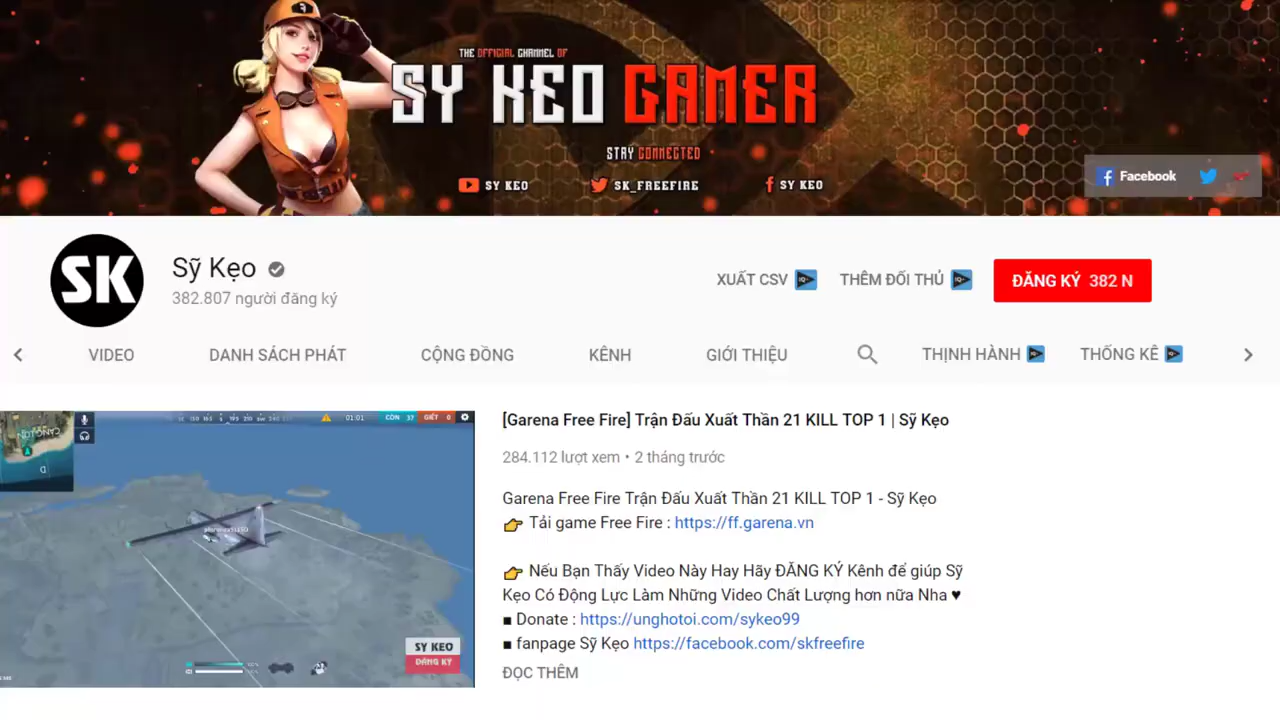 THE OFFICIAL CHANNEL OF
SY KEO GAMER
STAY CONNECTED
SY KEO
SK_FREEFIRE
SY KEO
Facebook
SK
Sỹ Kẹo
382.807 người đăng ký
XUẤT CSV
THÊM ĐỐI THỦ
ĐĂNG KÝ 382 N
VIDEO
DANH SÁCH PHÁT
CỘNG ĐỒNG
KÊNH
GIỚI THIỆU
THỊNH HÀNH
THỐNG KÊ
01:01
CÒN 37
GIẾT 0
SY KEO
ĐĂNG KÝ
[Garena Free Fire] Trận Đấu Xuất Thần 21 KILL TOP 1 | Sỹ Kẹo
284.112 lượt xem • 2 tháng trước
Garena Free Fire Trận Đấu Xuất Thần 21 KILL TOP 1 - Sỹ Kẹo
👉 Tải game Free Fire : https://ff.garena.vn
👉 Nếu Bạn Thấy Video Này Hay Hãy ĐĂNG KÝ Kênh để giúp Sỹ
Kẹo Có Động Lực Làm Những Video Chất Lượng hơn nữa Nha ♥
■ Donate : https://unghotoi.com/sykeo99
■ fanpage Sỹ Kẹo https://facebook.com/skfreefire
ĐỌC THÊM